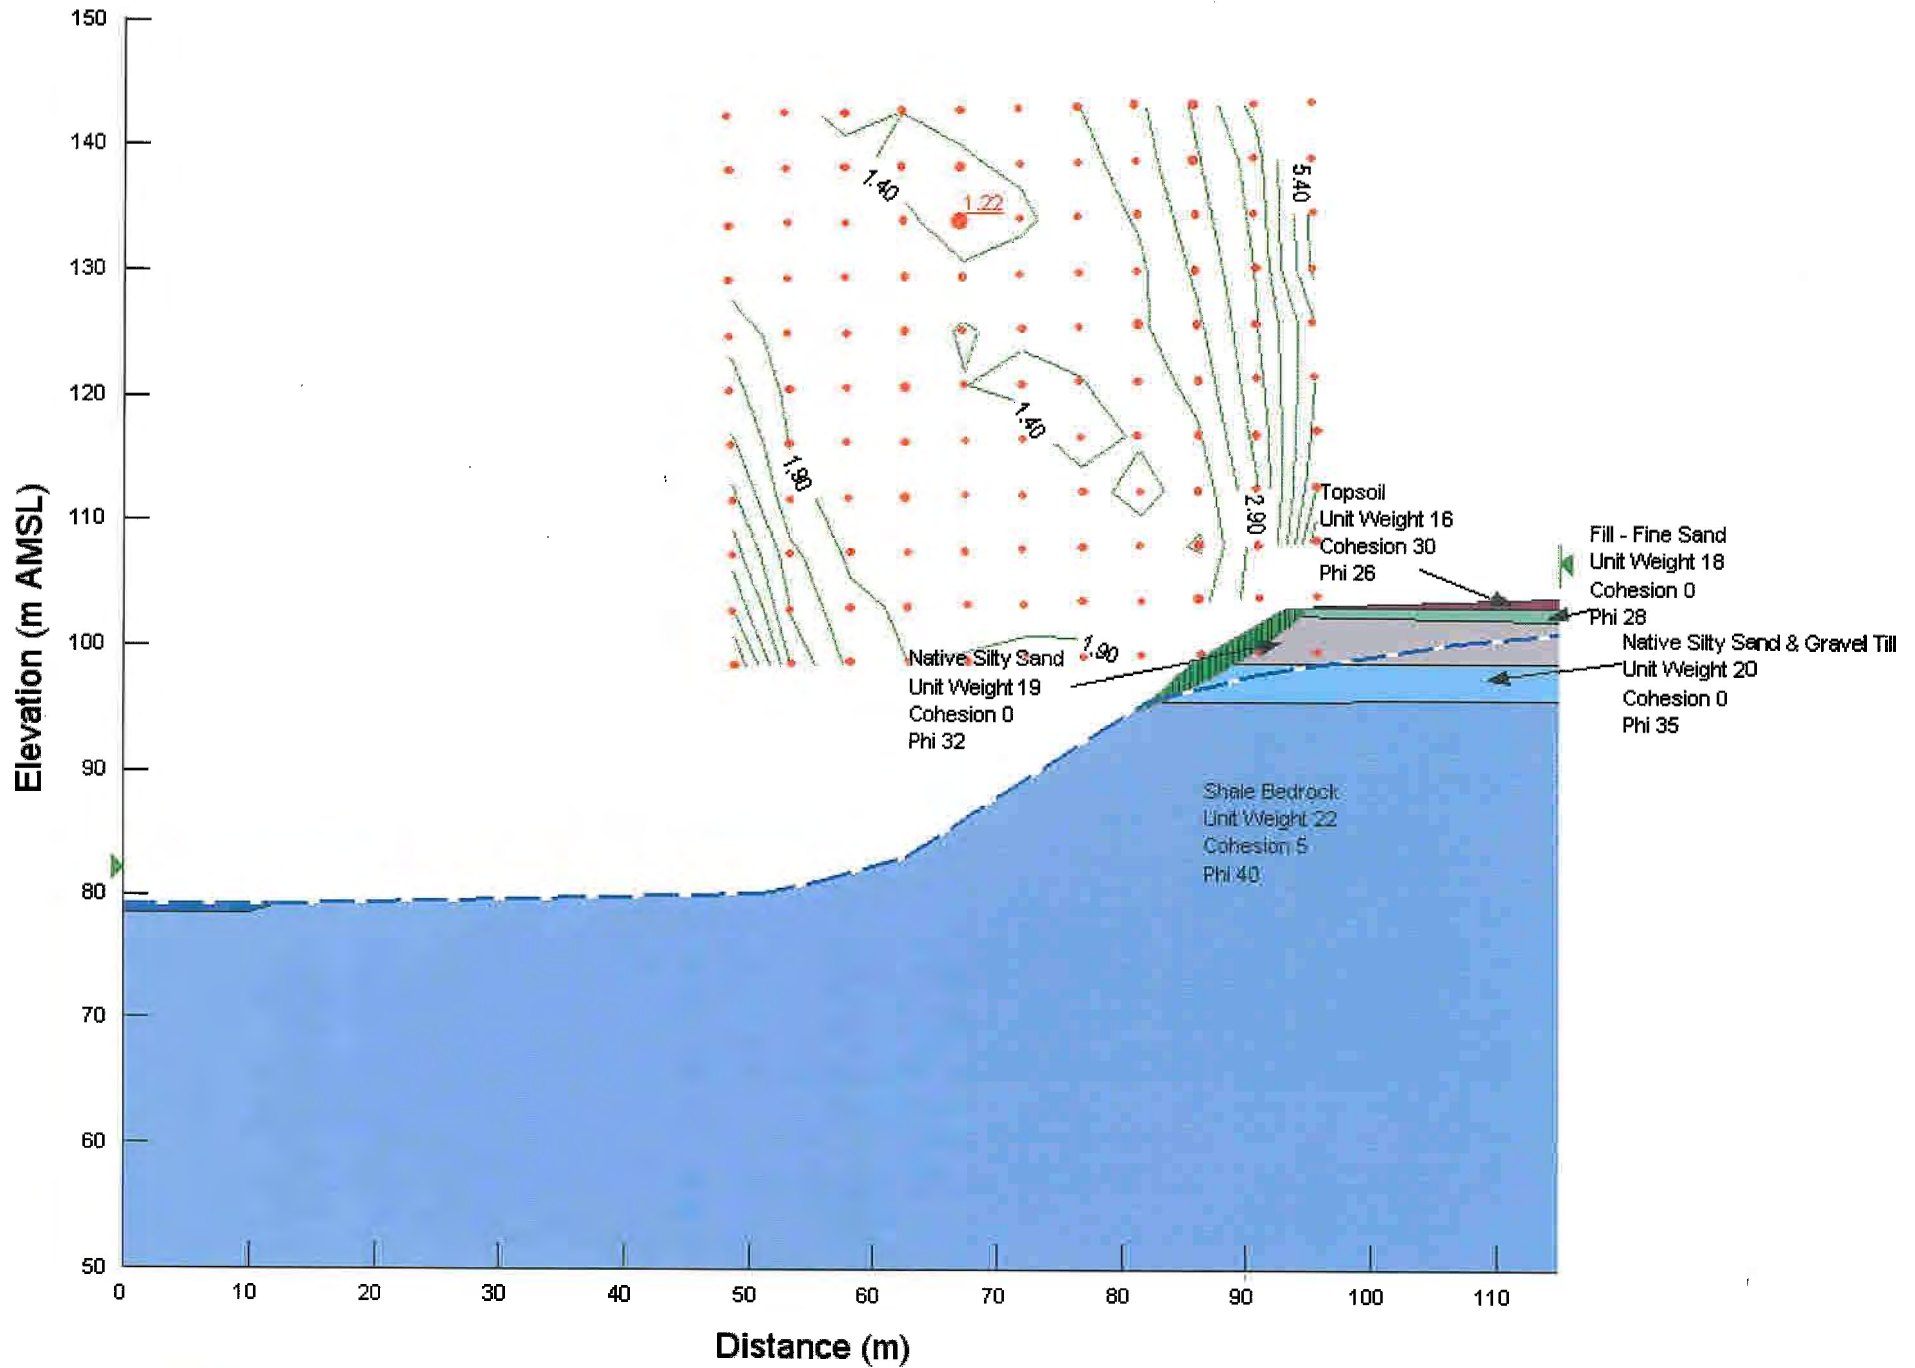 150
140
130
120
110
100
90
80
70
60
50
Elevation (m AMSL)
0
10
20
30
40
50
60
70
80
90
100
110
Distance (m)
1.40
1.22
5.40
1.40
1.90
2.90
1.90
Topsoil
Unit Weight 16
Cohesion 30
Phi 26
Fill - Fine Sand
Unit Weight 18
Cohesion 0
Phi 28
Native Silty Sand & Gravel Till
Unit Weight 20
Cohesion 0
Phi 35
Native Silty Sand
Unit Weight 19
Cohesion 0
Phi 32
Shale Bedrock
Unit Weight 22
Cohesion 5
Phi 40